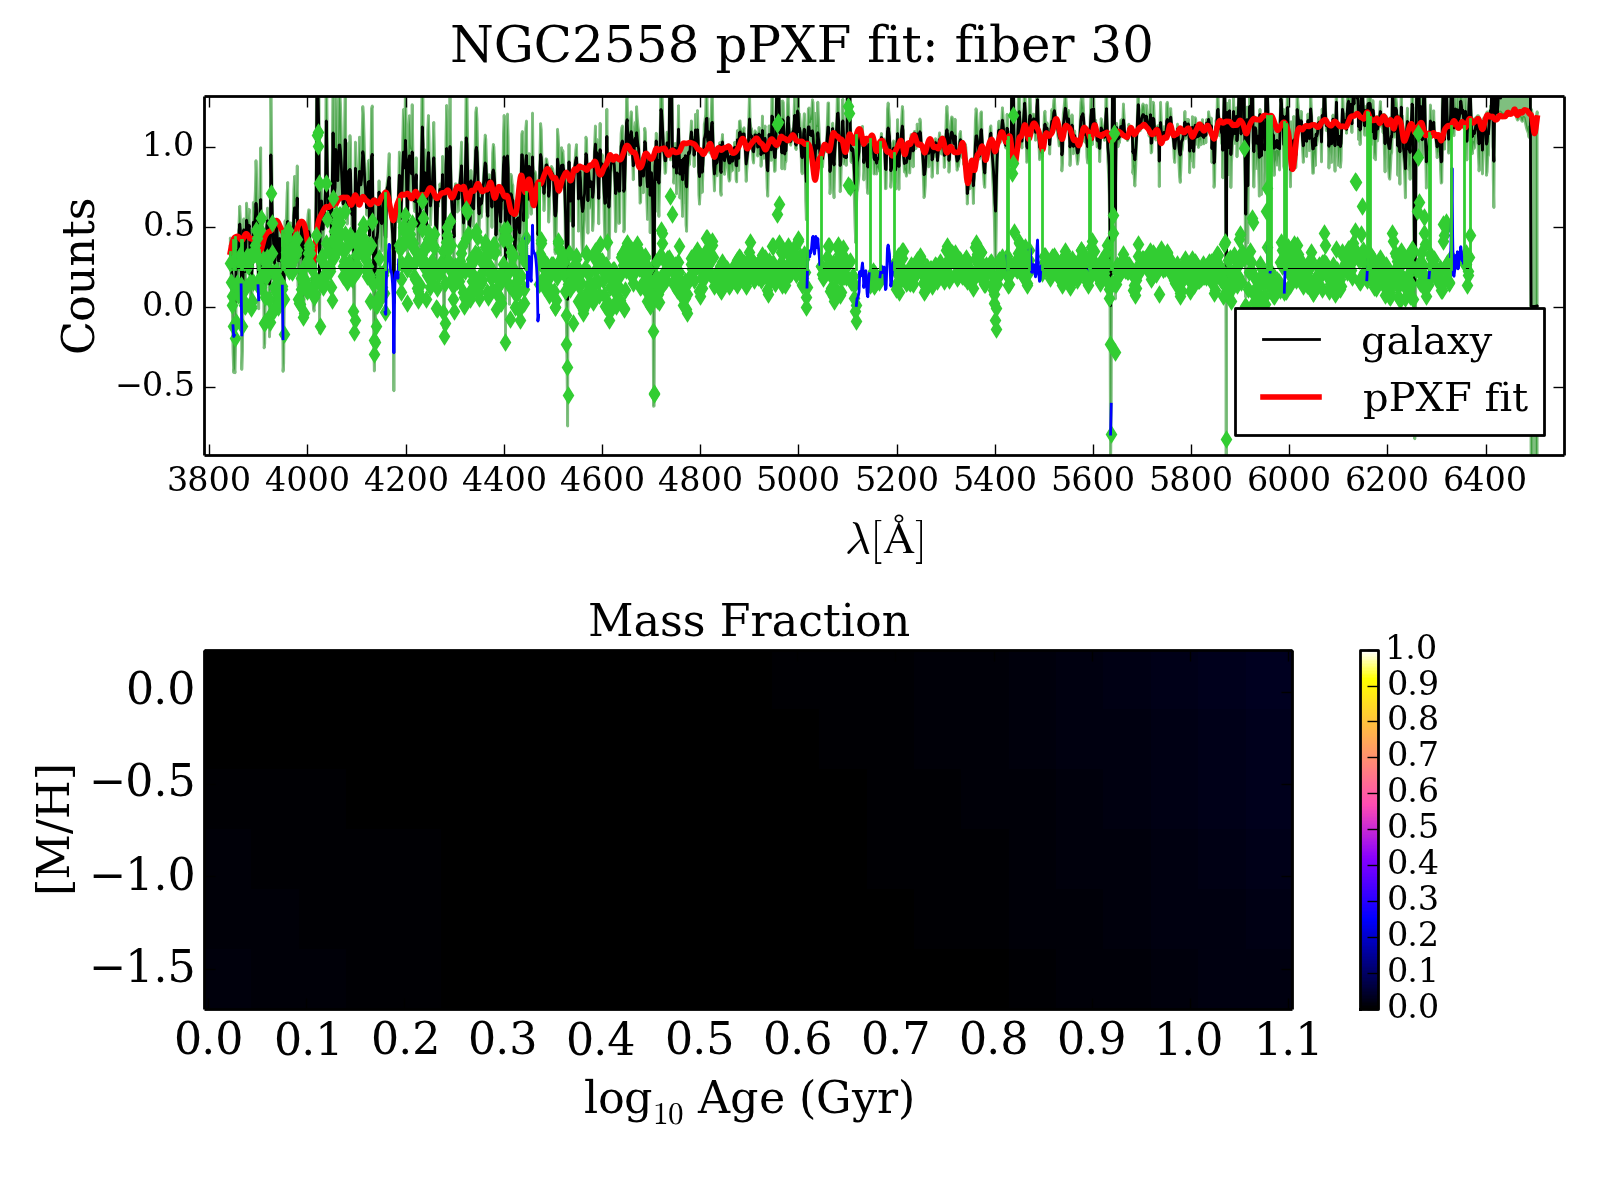 NGC2558 pPXF fit: fiber 30
Counts
1.0
0.5
0.0
−0.5
galaxy
pPXF fit
3800 4000 4200 4400 4600 4800 5000 5200 5400 5600 5800 6000 6200 6400
λ[Å]
Mass Fraction
[M/H]
0.0
−0.5
−1.0
−1.5
0.0 0.1 0.2 0.3 0.4 0.5 0.6 0.7 0.8 0.9 1.0 1.1
log₁₀ Age (Gyr)
1.0
0.9
0.8
0.7
0.6
0.5
0.4
0.3
0.2
0.1
0.0